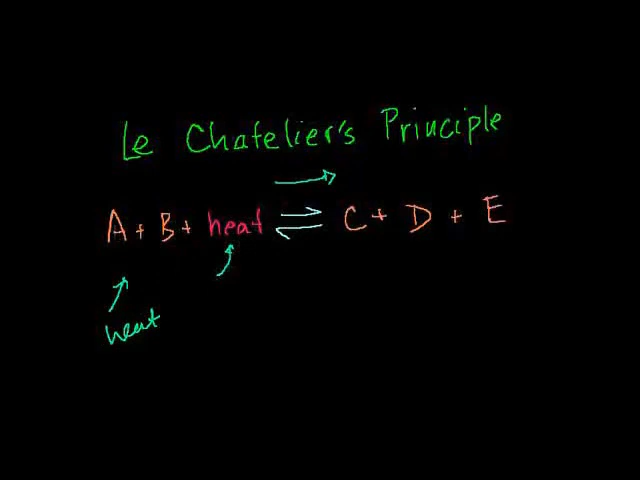 Le Chatelier's Principle
A + B + heat ⇌ C + D + E
heat